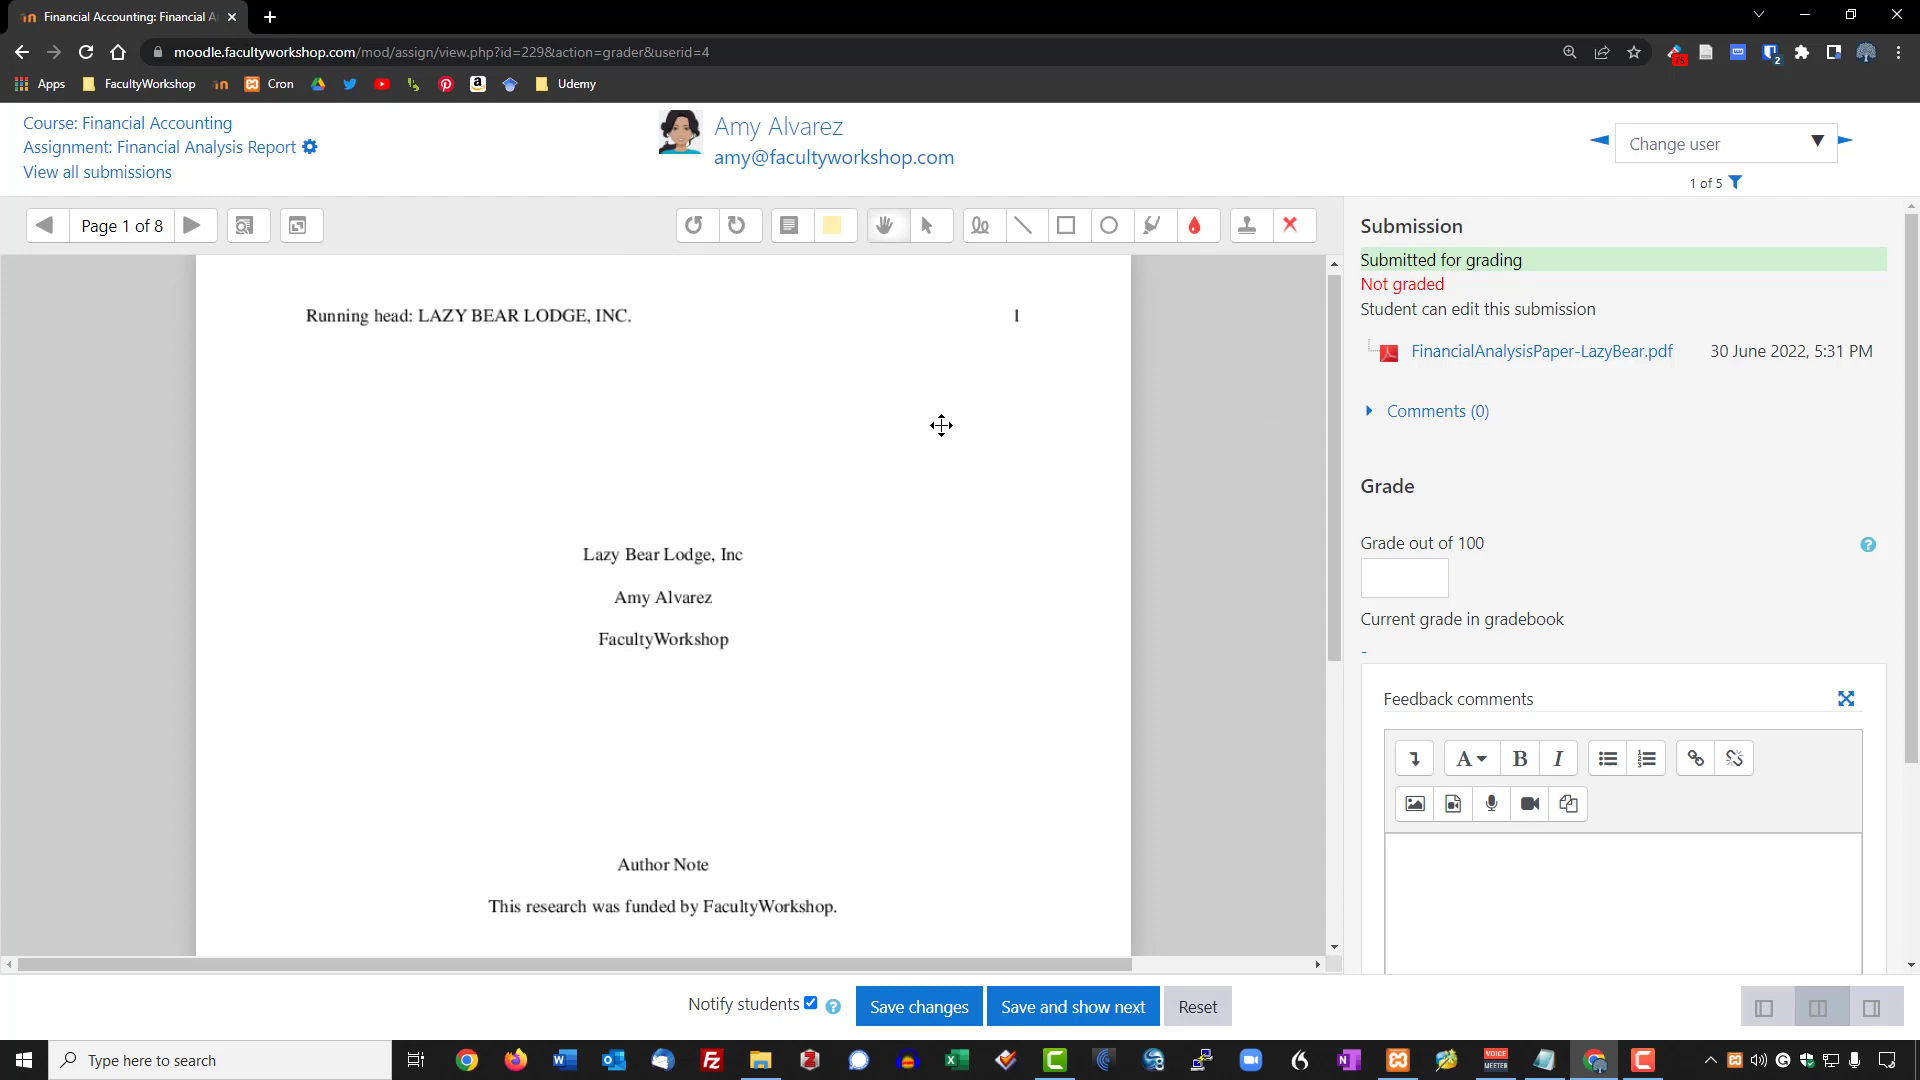 Financial Accounting: Financial A
moodle.facultyworkshop.com/mod/assign/view.php?id=229&action=grader&userid=4
75
2
Apps
FacultyWorkshop
Cron
Udemy
Course: Financial Accounting
Assignment: Financial Analysis Report
View all submissions
Amy Alvarez
amy@facultyworkshop.com
Change user
1 of 5
Page 1 of 8
Running head: LAZY BEAR LODGE, INC. 1
Lazy Bear Lodge, Inc
Amy Alvarez
FacultyWorkshop
Author Note
This research was funded by FacultyWorkshop.
Submission
Submitted for grading
Not graded
Student can edit this submission
FinancialAnalysisPaper-LazyBear.pdf 30 June 2022, 5:31 PM
Comments (0)
Grade
Grade out of 100
Current grade in gradebook
-
Feedback comments
Notify students
Save changes
Save and show next
Reset
Type here to search
VOICE
MEETER